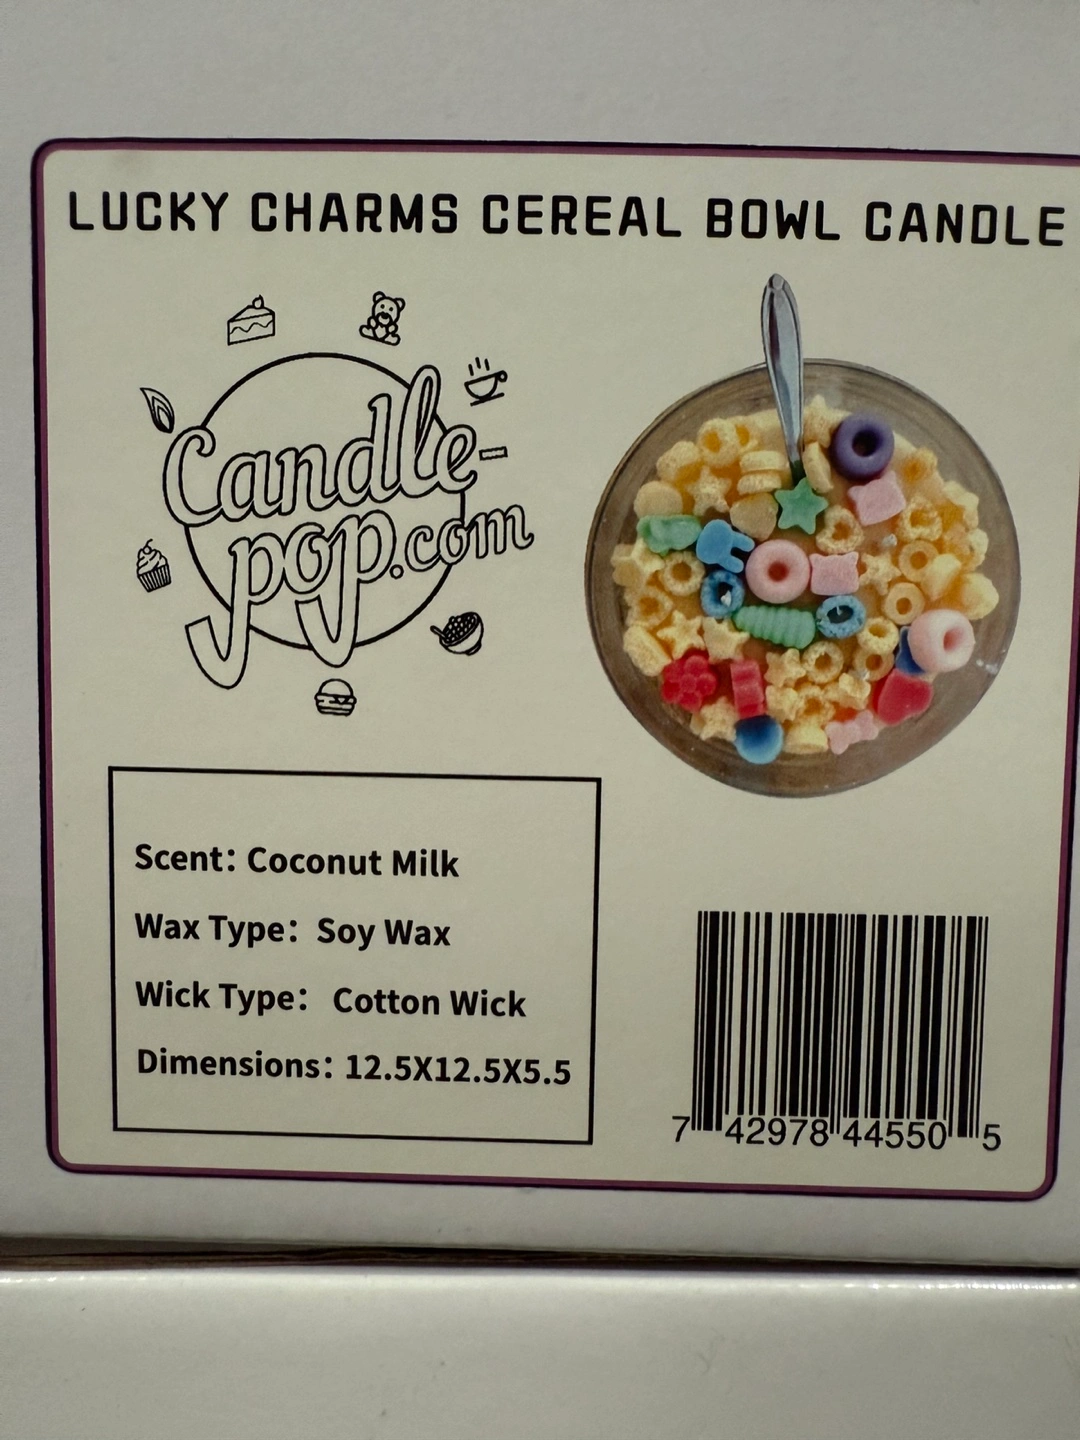 LUCKY CHARMS CEREAL BOWL CANDLE
Candle-
pop.com
Scent: Coconut Milk
Wax Type: Soy Wax
Wick Type: Cotton Wick
Dimensions: 12.5X12.5X5.5
7 42978 44550 5